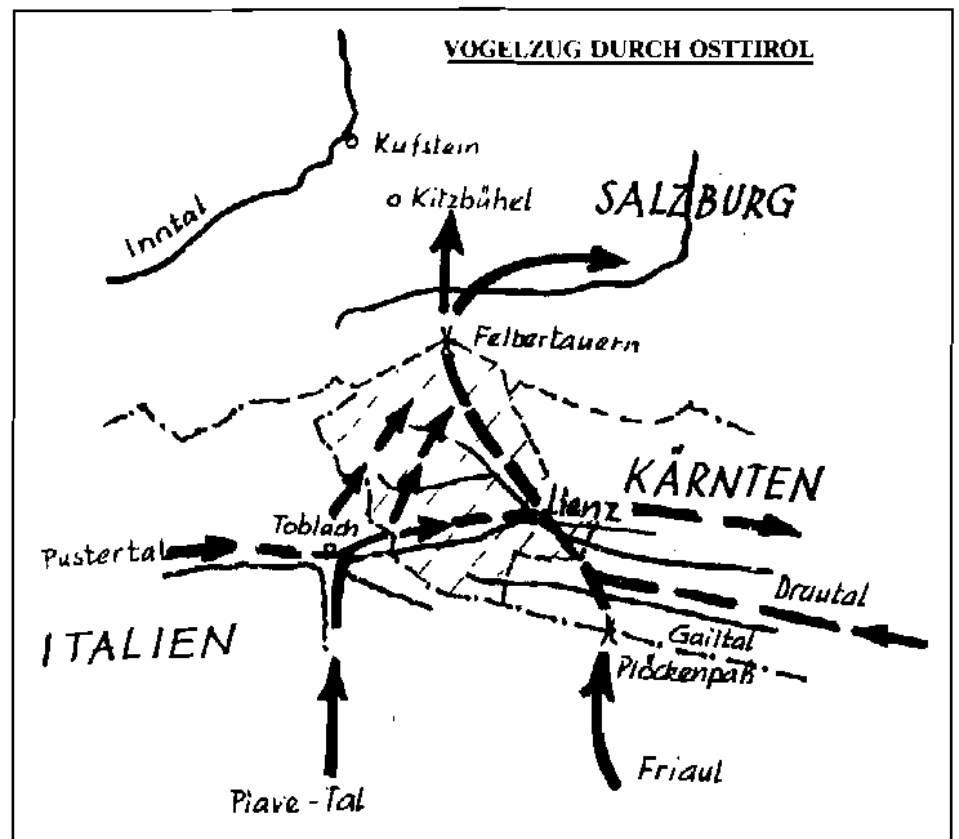 VOGELZUG DURCH OSTTIROL
Kufstein
Kitzbühel
SALZBURG
Inntal
Felbertauern
KÄRNTEN
Lienz
Toblach
Pustertal
Drautal
ITALIEN
Gailtal
Plöckenpaß
Friaul
Piave-Tal